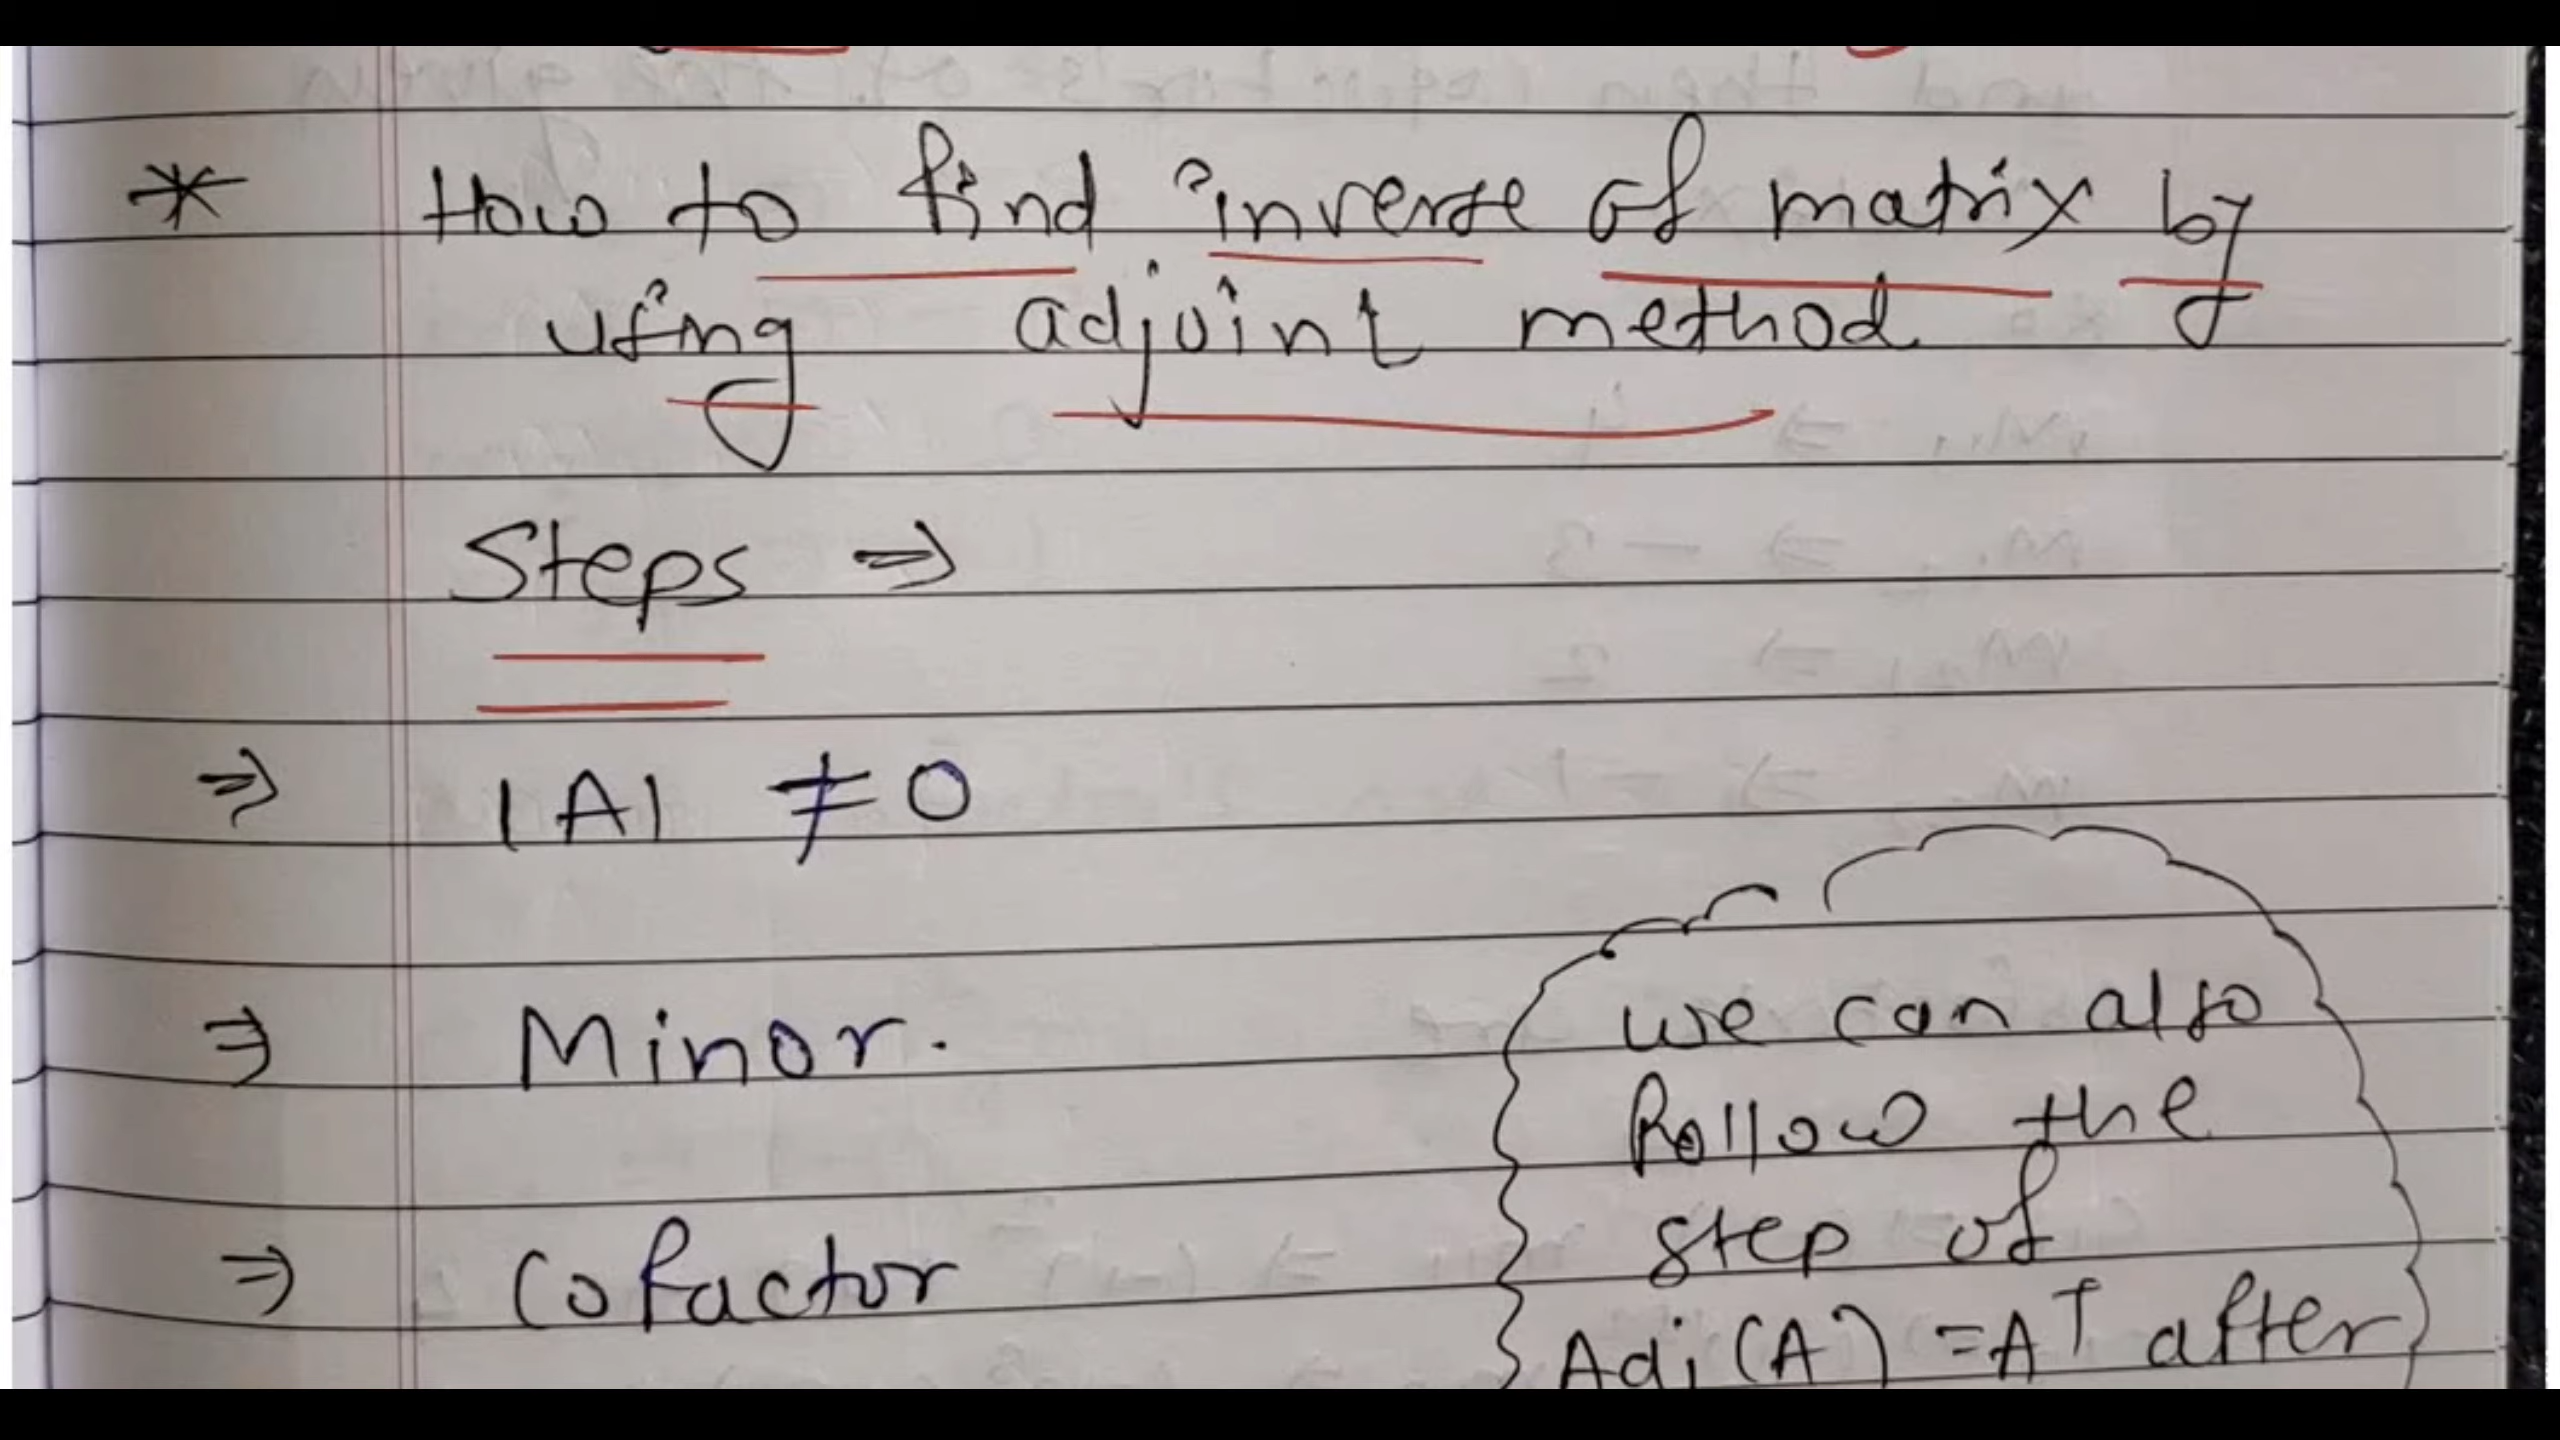 * How to find inverse of matrix by
using adjoint method
Steps ⇒
⇒ |A| ≠ 0
⇒ Minor.
⇒ Cofactor
we can also
follow the
step of
Adj(A) = Aᵀ after